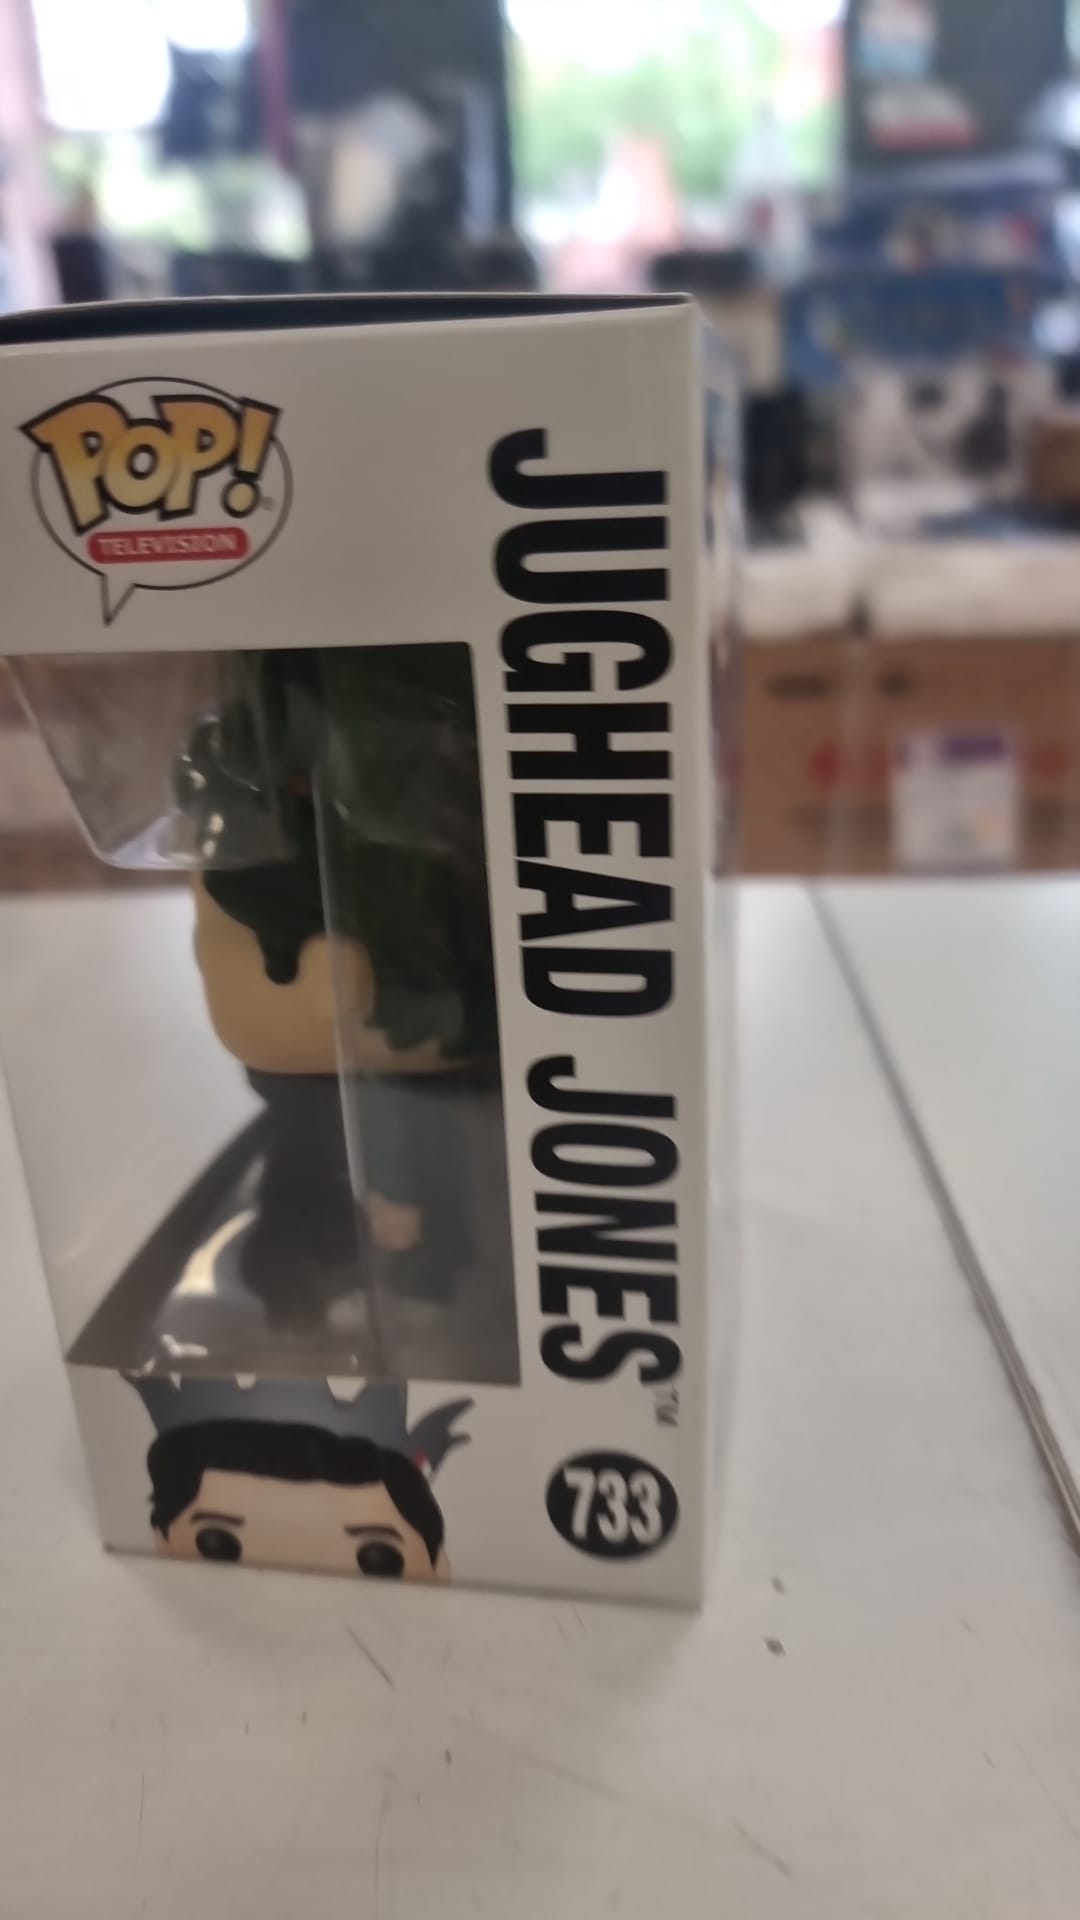 POP!
TELEVISION
JUGHEAD JONES™
733